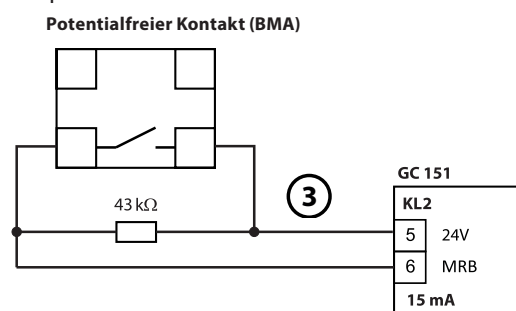 Potentialfreier Kontakt (BMA)
GC 151
43 kΩ
3
KL2
5 24V
6 MRB
15 mA